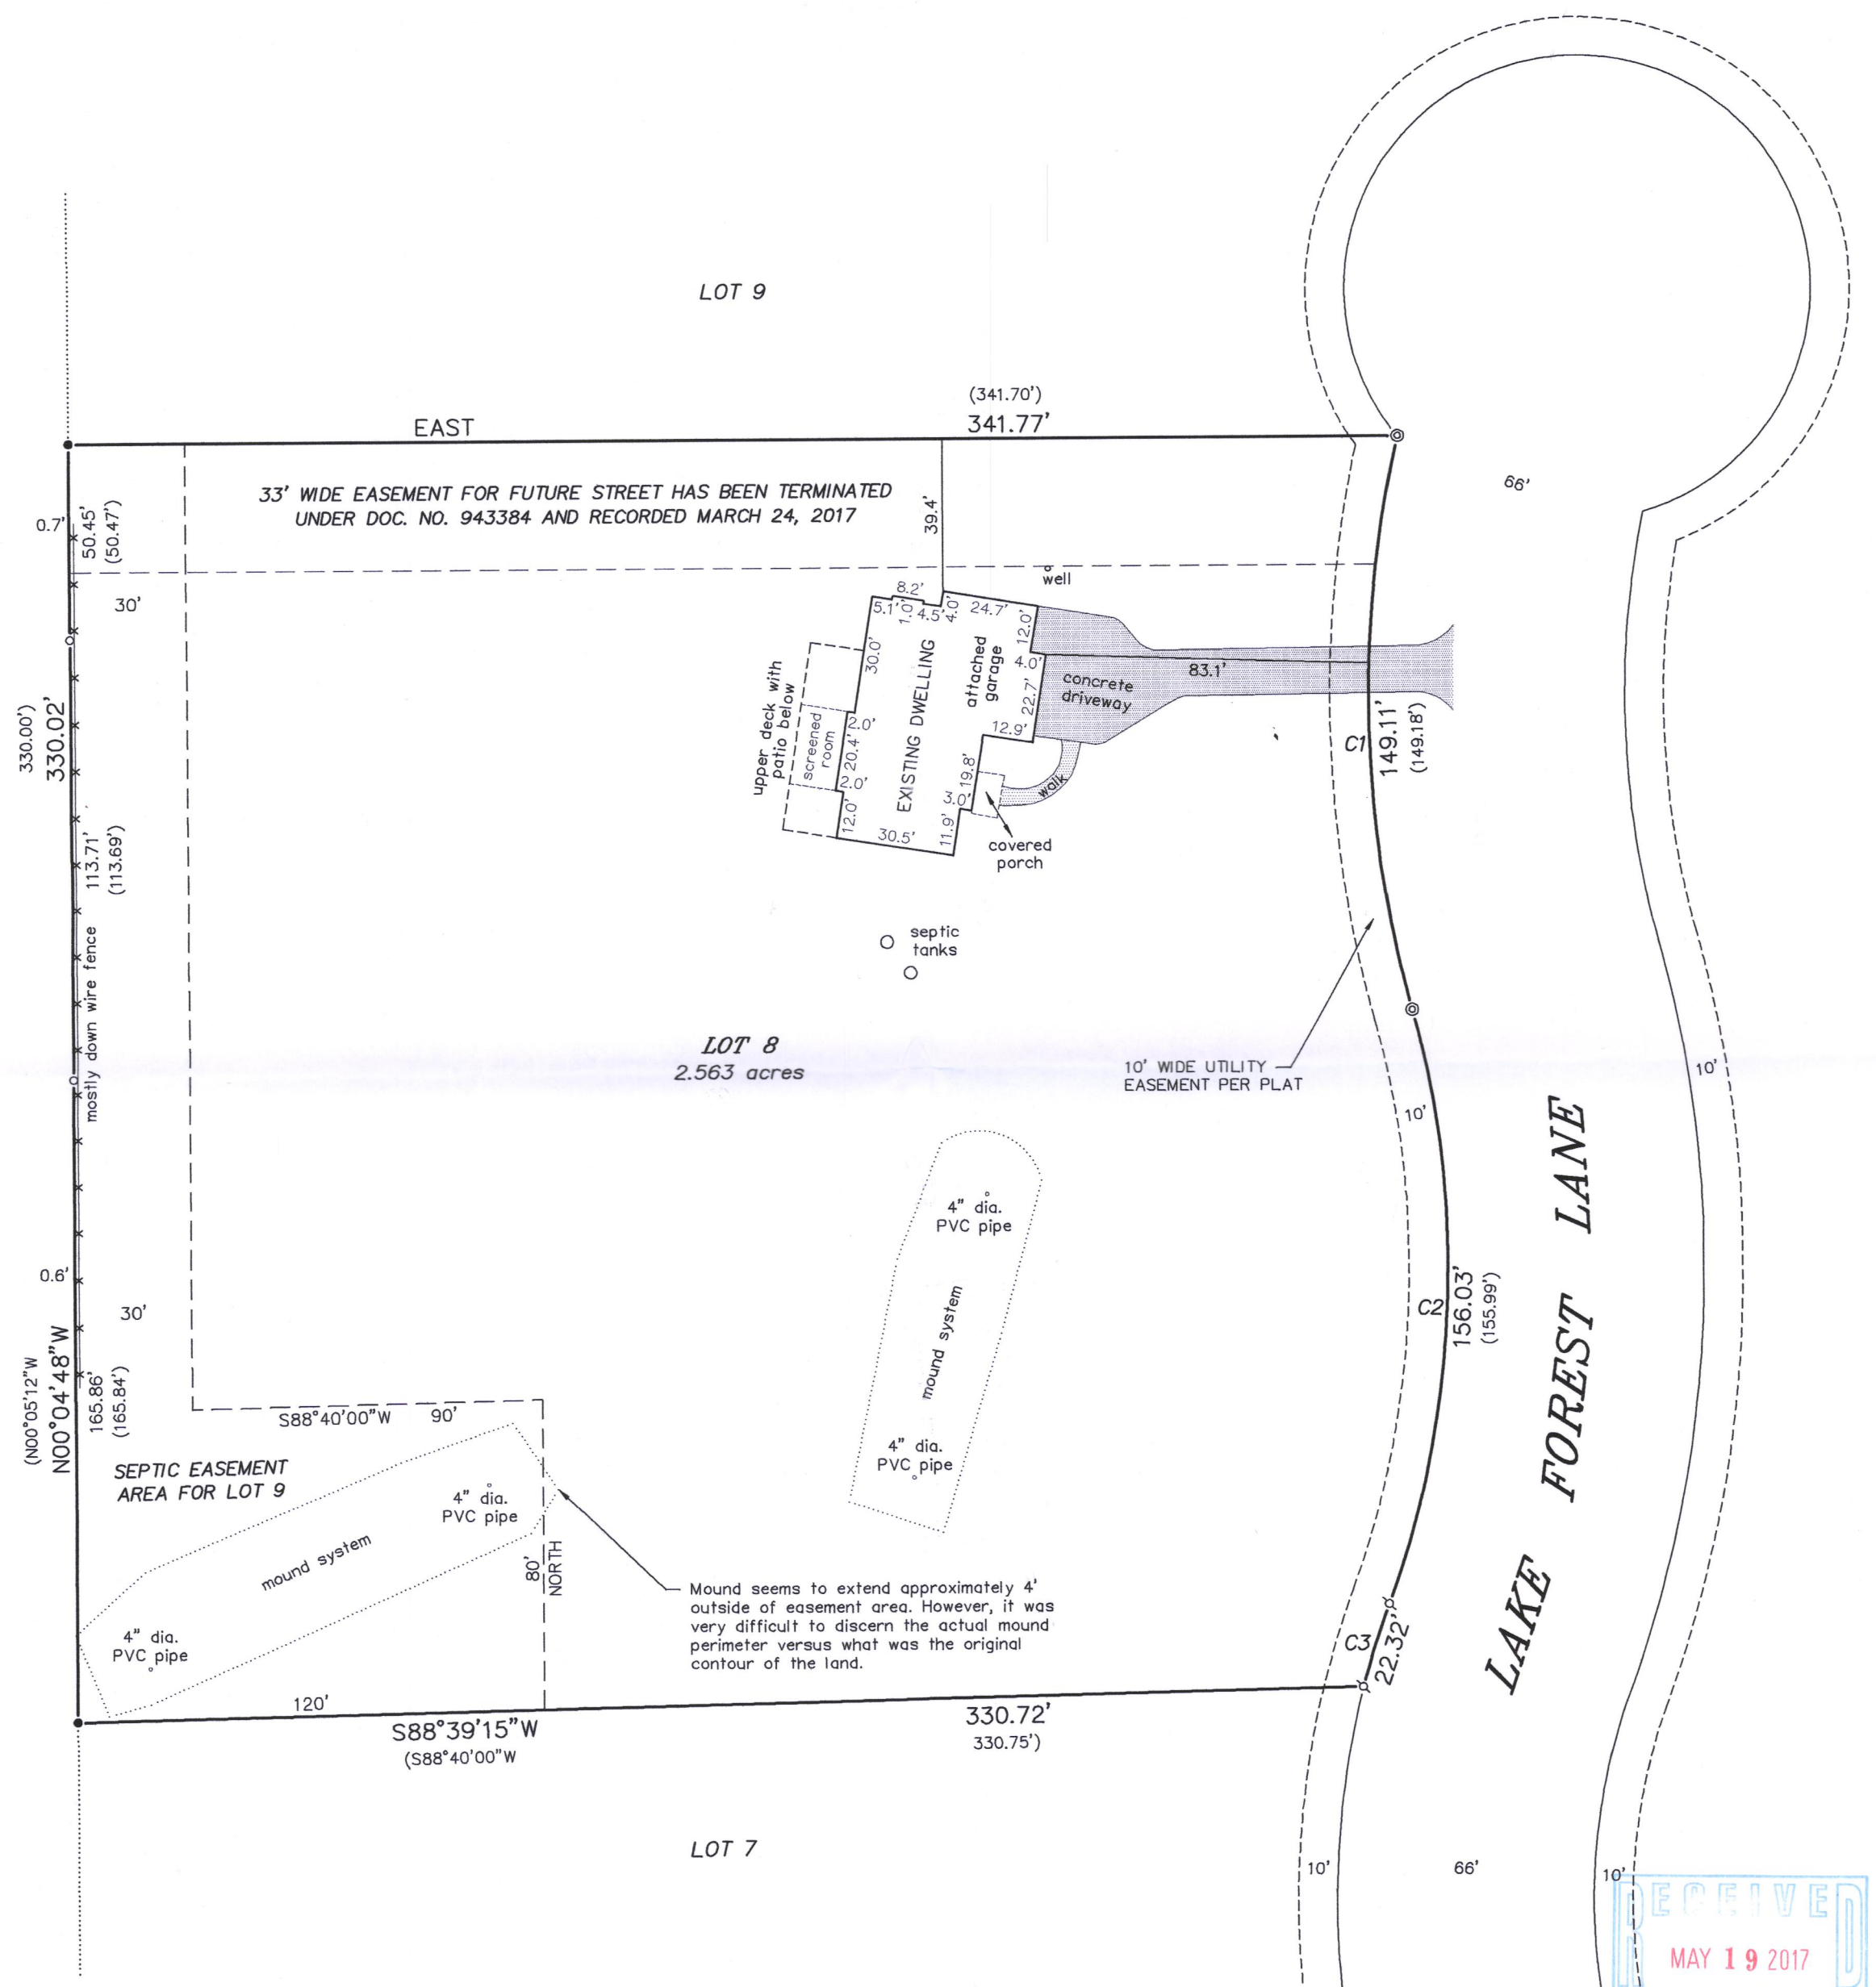 LOT 9
(341.70')
EAST
341.77'
33' WIDE EASEMENT FOR FUTURE STREET HAS BEEN TERMINATED
UNDER DOC. NO. 943384 AND RECORDED MARCH 24, 2017
66'
0.7'
50.45'
(50.47')
39.4'
30'
well
8.2'
5.1'
1.0'
4.5'
4.0'
24.7'
12.0'
30.0'
attached
garage
4.0'
83.1'
concrete
driveway
22.7'
12.9'
EXISTING DWELLING
upper deck with
patio below
screened
room
2.0'
20.4'
2.0'
12.0'
30.5'
19.8'
3.0'
11.9'
walk
covered
porch
C1
149.11'
(149.18')
330.00')
330.02'
113.71'
(113.69')
mostly down wire fence
septic
tanks
LOT 8
2.563 acres
10' WIDE UTILITY
EASEMENT PER PLAT
10'
10'
4" dia.
PVC pipe
mound system
4" dia.
PVC pipe
C2
156.03'
(155.99')
LAKE FOREST LANE
0.6'
30'
(N00°05'12"W
N00°04'48"W
165.86'
(165.84')
S88°40'00"W
90'
SEPTIC EASEMENT
AREA FOR LOT 9
4" dia.
PVC pipe
mound system
80'
NORTH
4" dia.
PVC pipe
Mound seems to extend approximately 4'
outside of easement area. However, it was
very difficult to discern the actual mound
perimeter versus what was the original
contour of the land.
C3
22.32'
120'
S88°39'15"W
(S88°40'00"W
330.72'
330.75')
LOT 7
10'
66'
10'
RECEIVED
MAY 19 2017